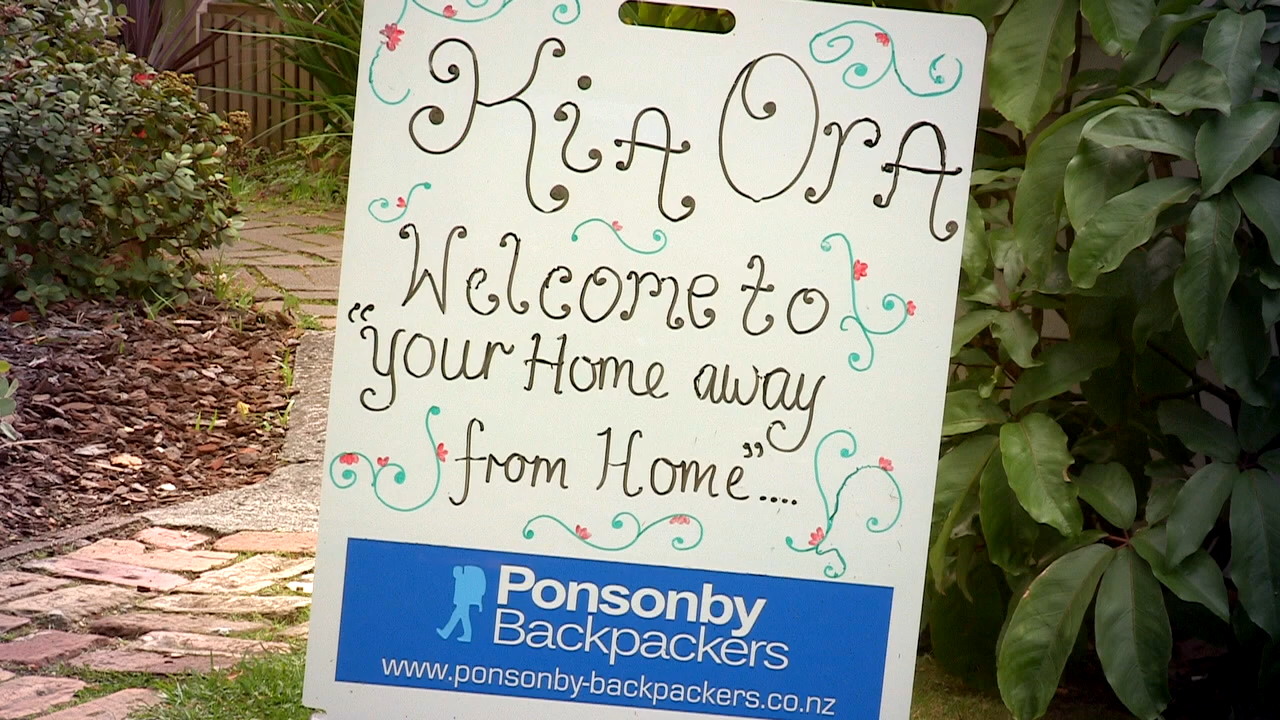 Kia Ora
Welcome to
"your Home away
from Home"....
Ponsonby
Backpackers
www.ponsonby-backpackers.co.nz